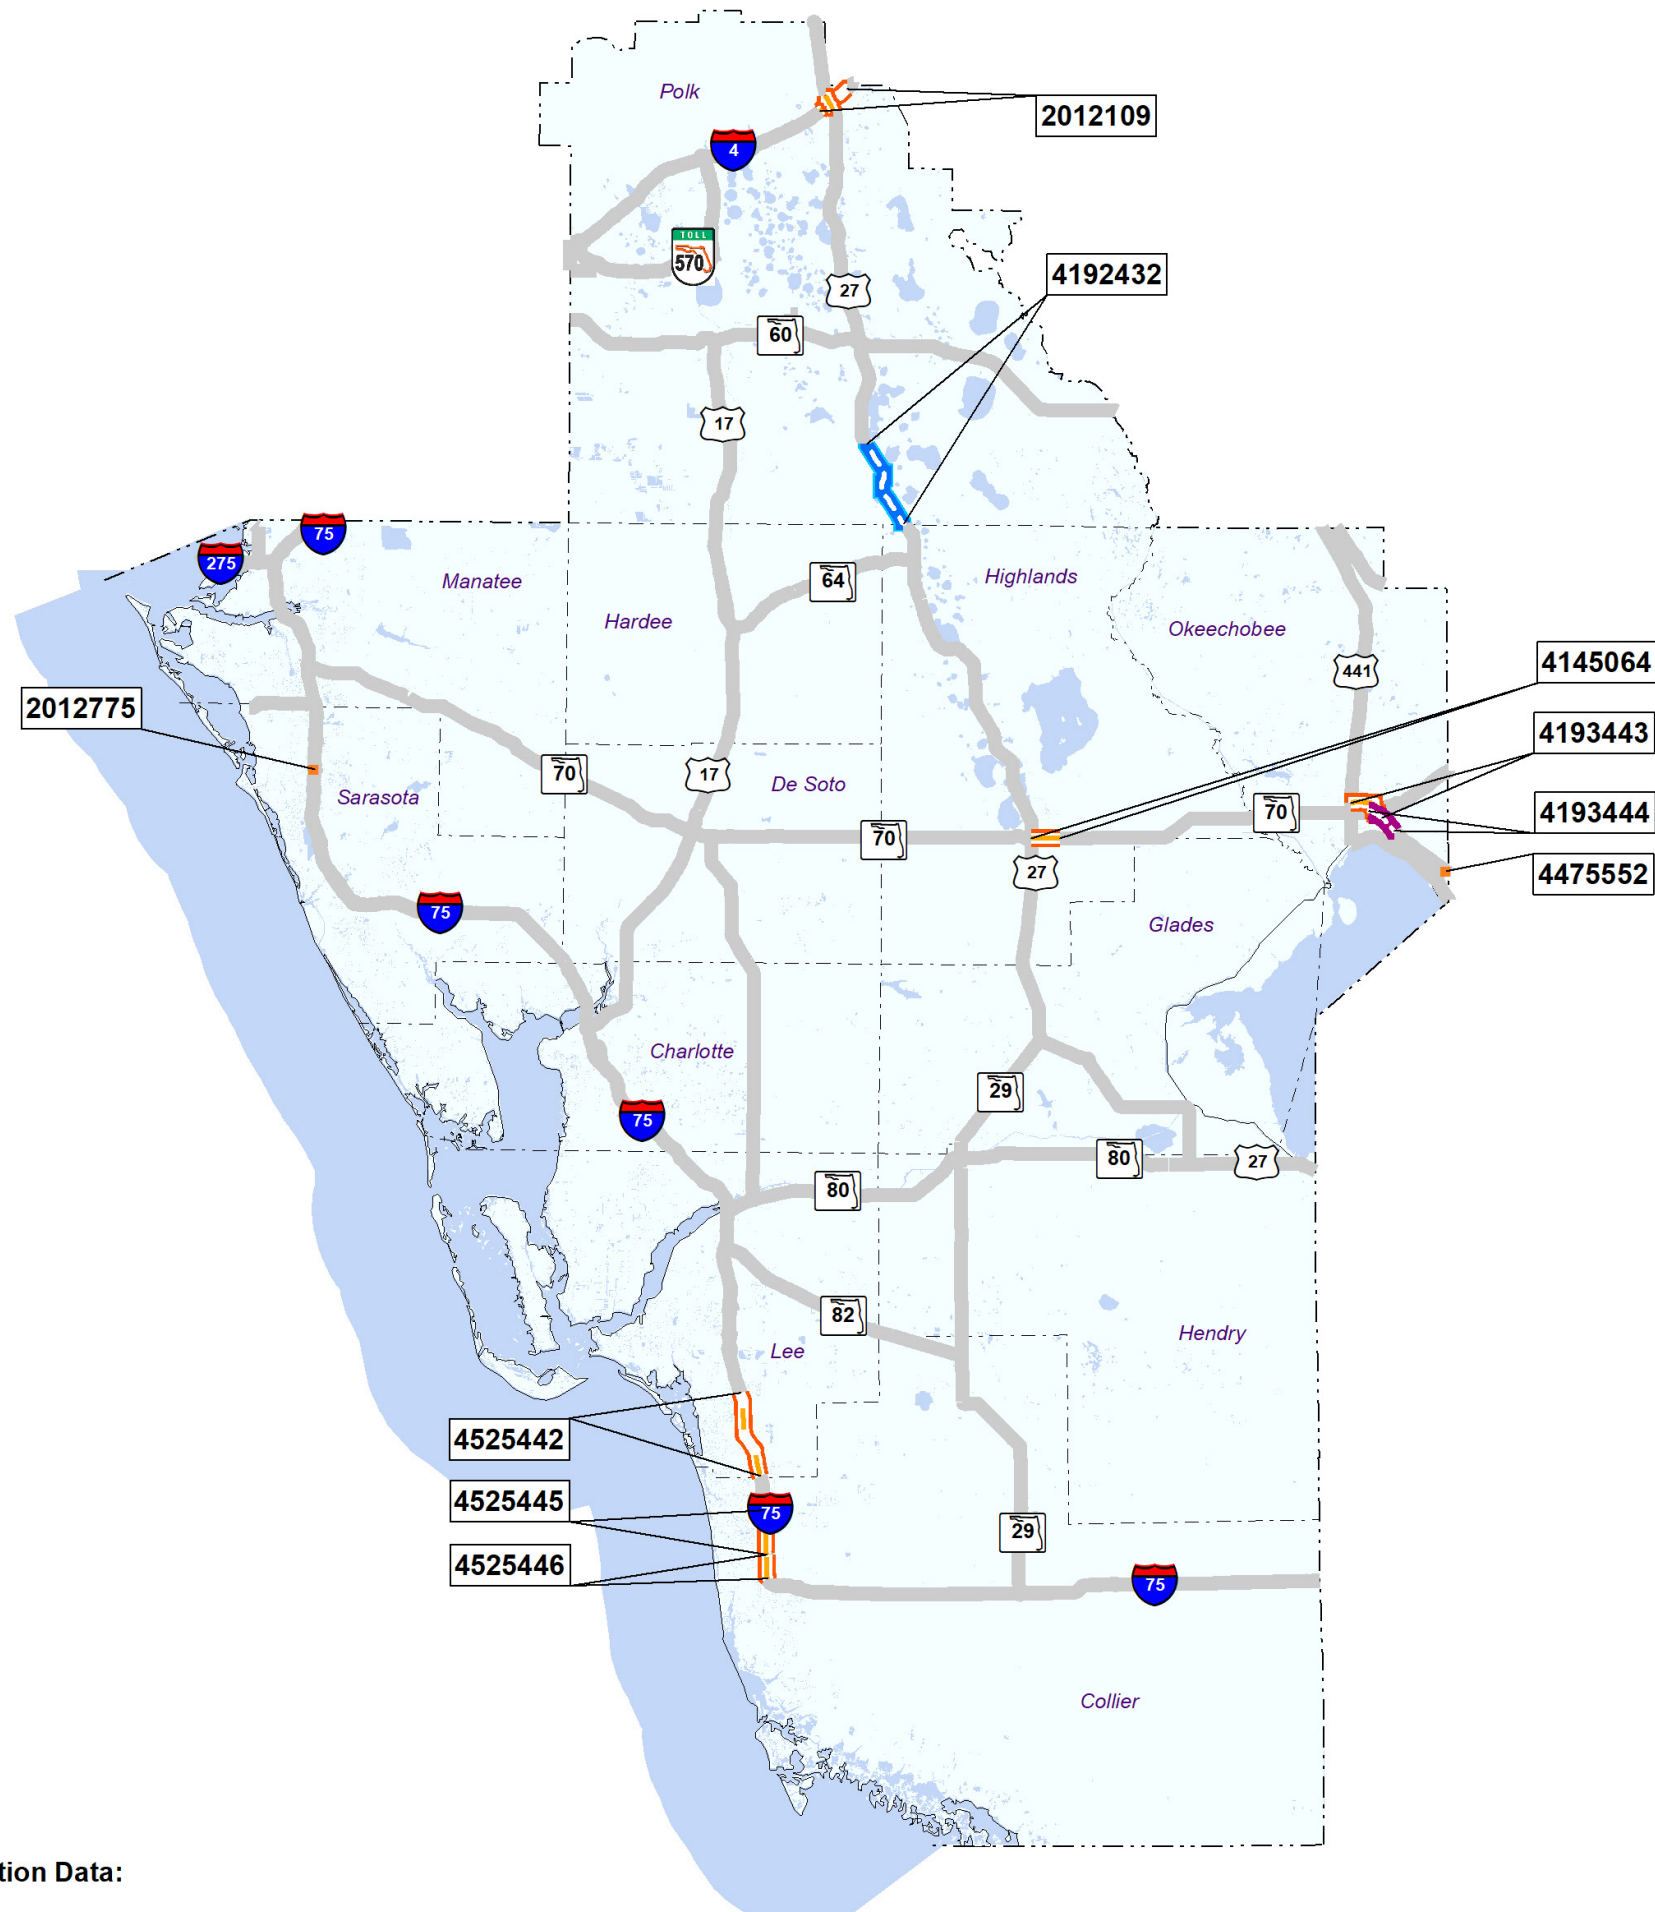 Polk
2012109
4
TOLL
570
4192432
27
60
17
75
275
Manatee
64
Highlands
Hardee
Okeechobee
4145064
441
2012775
4193443
70
17
De Soto
Sarasota
70
70
4193444
27
4475552
75
Glades
Charlotte
29
75
80
27
80
82
Hendry
Lee
4525442
4525445
75
29
4525446
75
Collier
tion Data: